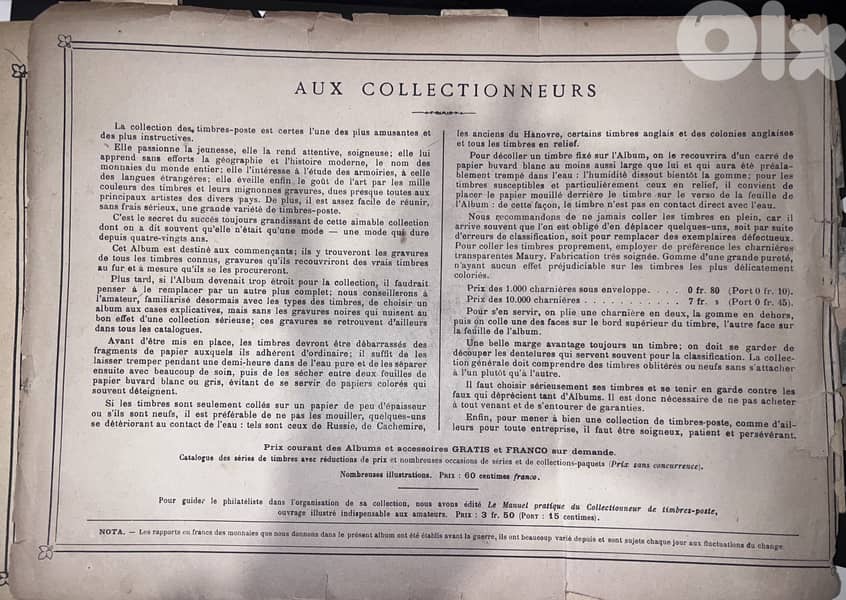 olx
AUX COLLECTIONNEURS
La collection des timbres-poste est certes l'une des plus amusantes et
des plus instructives.
Elle passionne la jeunesse, elle la rend attentive, soigneuse; elle lui
apprend sans efforts la géographie et l'histoire moderne, le nom des
monnaies du monde entier; elle l'intéresse à l'étude des armoiries, à celle
des langues étrangères; elle éveille enfin le goût de l'art par les mille
couleurs des timbres et leurs mignonnes gravures, dues presque toutes aux
principaux artistes des divers pays. De plus, il est assez facile de réunir,
sans frais sérieux, une grande variété de timbres-poste.
C'est le secret du succès toujours grandissant de cette aimable collection
dont on a dit souvent qu'elle n'était qu'une mode — une mode qui dure
depuis quatre-vingts ans.
Cet Album est destiné aux commençants; ils y trouveront les gravures
de tous les timbres connus, gravures qu'ils recouvriront des vrais timbres
au fur et à mesure qu'ils se les procureront.
Plus tard, si l'Album devenait trop étroit pour la collection, il faudrait
penser à le remplacer par un autre plus complet; nous conseillerons à
l'amateur, familiarisé désormais avec les types des timbres, de choisir un
album aux cases explicatives, mais sans les gravures noires qui nuisent au
bon effet d'une collection sérieuse; ces gravures se retrouvent d'ailleurs
dans tous les catalogues.
Avant d'être mis en place, les timbres devront être débarrassés des
fragments de papier auxquels ils adhèrent d'ordinaire; il suffit de les
laisser tremper pendant une demi-heure dans de l'eau pure et de les séparer
ensuite avec beaucoup de soin, puis de les sécher entre deux feuilles de
papier buvard blanc ou gris, évitant de se servir de papiers colorés qui
souvent déteignent.
Si les timbres sont seulement collés sur un papier de peu d'épaisseur
ou s'ils sont neufs, il est préférable de ne pas les mouiller, quelques-uns
se détériorant au contact de l'eau : tels sont ceux de Russie, de Cachemire,
les anciens du Hanovre, certains timbres anglais et des colonies anglaises
et tous les timbres en relief.
Pour décoller un timbre fixé sur l'Album, on le recouvrira d'un carré de
papier buvard blanc au moins aussi large que lui et qui aura été préala-
blement trempé dans l'eau : l'humidité dissout bientôt la gomme; pour les
timbres susceptibles et particulièrement ceux en relief, il convient de
placer le papier mouillé derrière le timbre sur le verso de la feuille de
l'Album : de cette façon, le timbre n'est pas en contact direct avec l'eau.
Nous recommandons de ne jamais coller les timbres en plein, car il
arrive souvent que l'on est obligé d'en déplacer quelques-uns, soit par suite
d'erreurs de classification, soit pour remplacer des exemplaires défectueux.
Pour coller les timbres proprement, employer de préférence les charnières
transparentes Maury. Fabrication très soignée. Gomme d'une grande pureté,
n'ayant aucun effet préjudiciable sur les timbres les plus délicatement
coloriés.
Prix des 1.000 charnières sous enveloppe. . . . . 0 fr. 80 (Port 0 fr. 10).
Prix des 10.000 charnières . . . . . . . . . . . 7 fr. » (Port 0 fr. 45).
Pour s'en servir, on plie une charnière en deux, la gomme en dehors,
puis on colle une des faces sur le bord supérieur du timbre, l'autre face sur
la feuille de l'album.
Une belle marge avantage toujours un timbre; on doit se garder de
découper les dentelures qui servent souvent pour la classification. La collec-
tion générale doit comprendre des timbres oblitérés ou neufs sans s'attacher
à l'un plutôt qu'à l'autre.
Il faut choisir sérieusement ses timbres et se tenir en garde contre les
faux qui déprécient tant d'Albums. Il est donc nécessaire de ne pas acheter
à tout venant et de s'entourer de garanties.
Enfin, pour mener à bien une collection de timbres-poste, comme d'ail-
leurs pour toute entreprise, il faut être soigneux, patient et persévérant.
Prix courant des Albums et accessoires GRATIS et FRANCO sur demande.
Catalogue des séries de timbres avec réductions de prix et nombreuses occasions de séries et de collections-paquets (Prix sans concurrence).
Nombreuses illustrations. PRIX : 60 centimes franco.
Pour guider le philatéliste dans l'organisation de sa collection, nous avons édité Le Manuel pratique du Collectionneur de timbres-poste,
ouvrage illustré indispensable aux amateurs. PRIX : 3 fr. 50 (PORT : 15 centimes).
NOTA. — Les rapports en francs des monnaies que nous donnons dans le présent album ont été établis avant la guerre, ils ont beaucoup varié depuis et sont sujets chaque jour aux fluctuations du change.